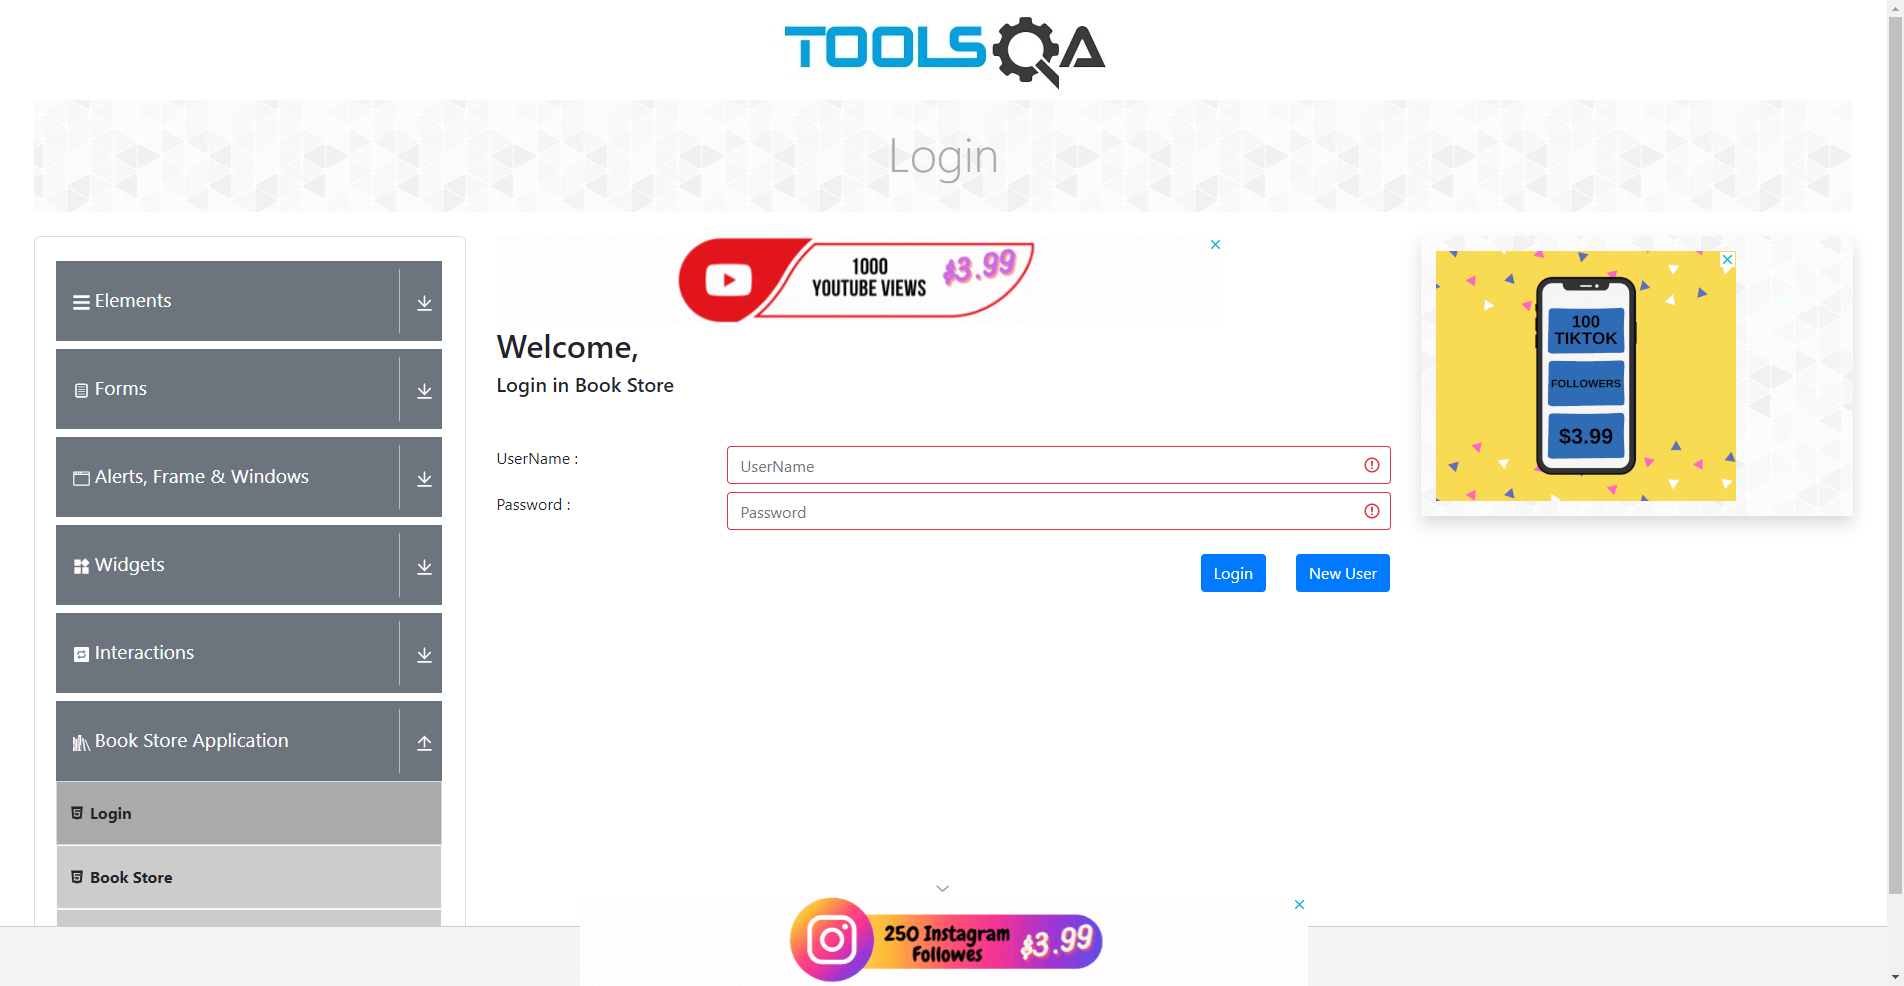 TOOLSQA
Login
Elements
Forms
Alerts, Frame & Windows
Widgets
Interactions
Book Store Application
Login
Book Store
1000
YOUTUBE VIEWS
$3.99
Welcome,
Login in Book Store
UserName :
UserName
Password :
Password
Login
New User
100
TIKTOK
FOLLOWERS
$3.99
250 Instagram
Followes
$3.99